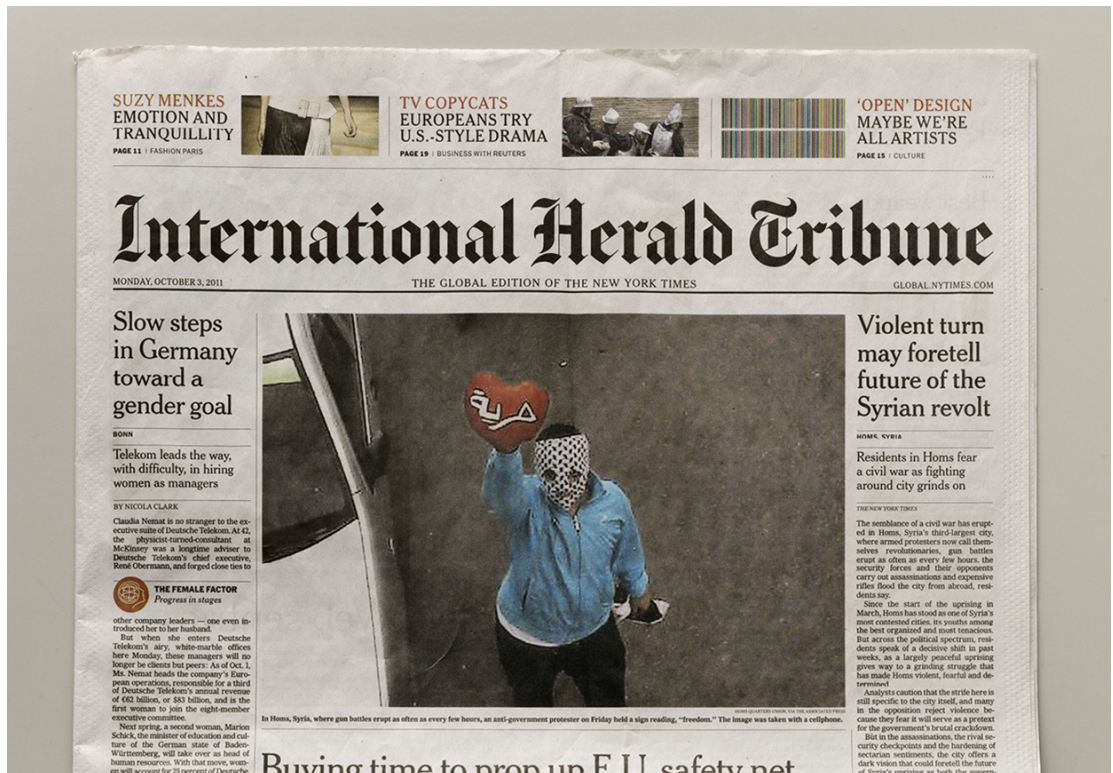 SUZY MENKES
EMOTION AND
TRANQUILLITY
PAGE 11 | FASHION PARIS
TV COPYCATS
EUROPEANS TRY
U.S.-STYLE DRAMA
PAGE 19 | BUSINESS WITH REUTERS
‘OPEN’ DESIGN
MAYBE WE’RE
ALL ARTISTS
PAGE 15 | CULTURE
International Herald Tribune
MONDAY, OCTOBER 3, 2011
THE GLOBAL EDITION OF THE NEW YORK TIMES
GLOBAL.NYTIMES.COM
Slow steps
in Germany
toward a
gender goal
BONN
Telekom leads the way,
with difficulty, in hiring
women as managers
BY NICOLA CLARK
Claudia Nemat is no stranger to the ex-
ecutive suite of Deutsche Telekom. At 42,
the physicist-turned-consultant at
McKinsey was a longtime adviser to
Deutsche Telekom’s chief executive,
René Obermann, and forged close ties to
THE FEMALE FACTOR
Progress in stages
other company leaders — one even in-
troduced her to her husband.
But when she enters Deutsche
Telekom’s airy, white-marble offices
here Monday, these managers will no
longer be clients but peers: As of Oct. 1,
Ms. Nemat heads the company’s Euro-
pean operations, responsible for a third
of Deutsche Telekom’s annual revenue
of €62 billion, or $83 billion, and is the
first woman to join the eight-member
executive committee.
Next spring, a second woman, Marion
Schick, the minister of education and cul-
ture of the German state of Baden-
Württemberg, will take over as head of
human resources. With that move, wom-
en will account for 25 percent of Deutsche
حرية
HOMS QUARTERS UNION, VIA THE ASSOCIATED PRESS
In Homs, Syria, where gun battles erupt as often as every few hours, an anti-government protester on Friday held a sign reading, “freedom.” The image was taken with a cellphone.
Buying time to prop up E.U. safety net
Violent turn
may foretell
future of the
Syrian revolt
HOMS, SYRIA
Residents in Homs fear
a civil war as fighting
around city grinds on
THE NEW YORK TIMES
The semblance of a civil war has erupt-
ed in Homs, Syria’s third-largest city,
where armed protesters now call them-
selves revolutionaries, gun battles
erupt as often as every few hours, the
security forces and their opponents
carry out assassinations and expensive
rifles flood the city from abroad, resi-
dents say.
Since the start of the uprising in
March, Homs has stood as one of Syria’s
most contested cities, its youths among
the best organized and most tenacious.
But across the political spectrum, resi-
dents speak of a decisive shift in past
weeks, as a largely peaceful uprising
gives way to a grinding struggle that
has made Homs violent, fearful and de-
termined.
Analysts caution that the strife here is
still specific to the city itself, and many
in the opposition reject violence be-
cause they fear it will serve as a pretext
for the government’s brutal crackdown.
But in the assassinations, the rival se-
curity checkpoints and the hardening of
sectarian sentiments, the city offers a
dark vision that could foretell the future
of Syria’s uprising as both the